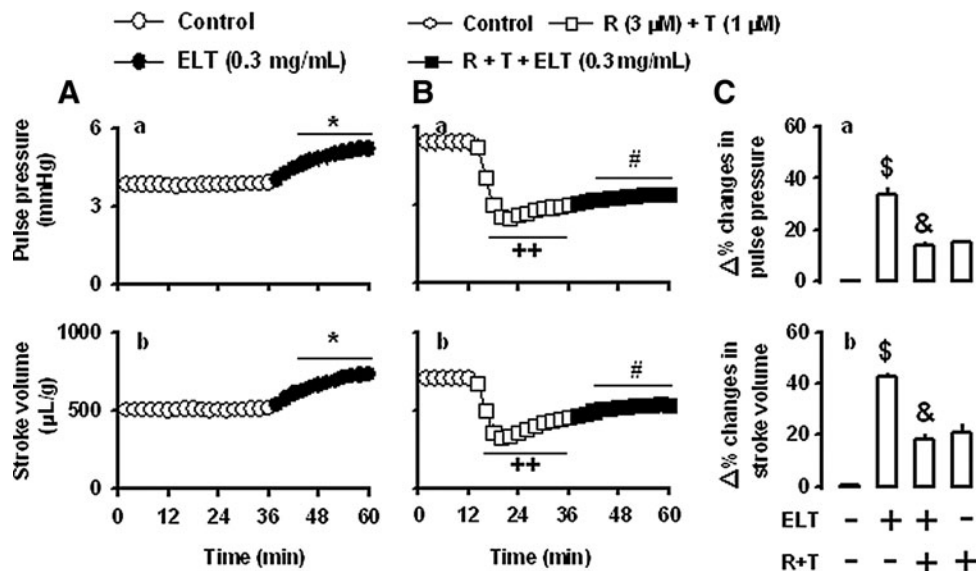 Control
ELT (0.3 mg/mL)
Control
R (3 µM) + T (1 µM)
R + T + ELT (0.3 mg/mL)
A
B
C
Pulse pressure
(mmHg)
6
3
0
a
*
a
#
++
Δ% changes in
pulse pressure
60
40
20
0
a
$
&
Stroke volume
(µL/g)
1000
500
0
b
*
b
#
++
0 12 24 36 48 60
Time (min)
0 12 24 36 48 60
Time (min)
Δ% changes in
stroke volume
60
40
20
0
b
$
&
ELT - + + -
R+T - - + +